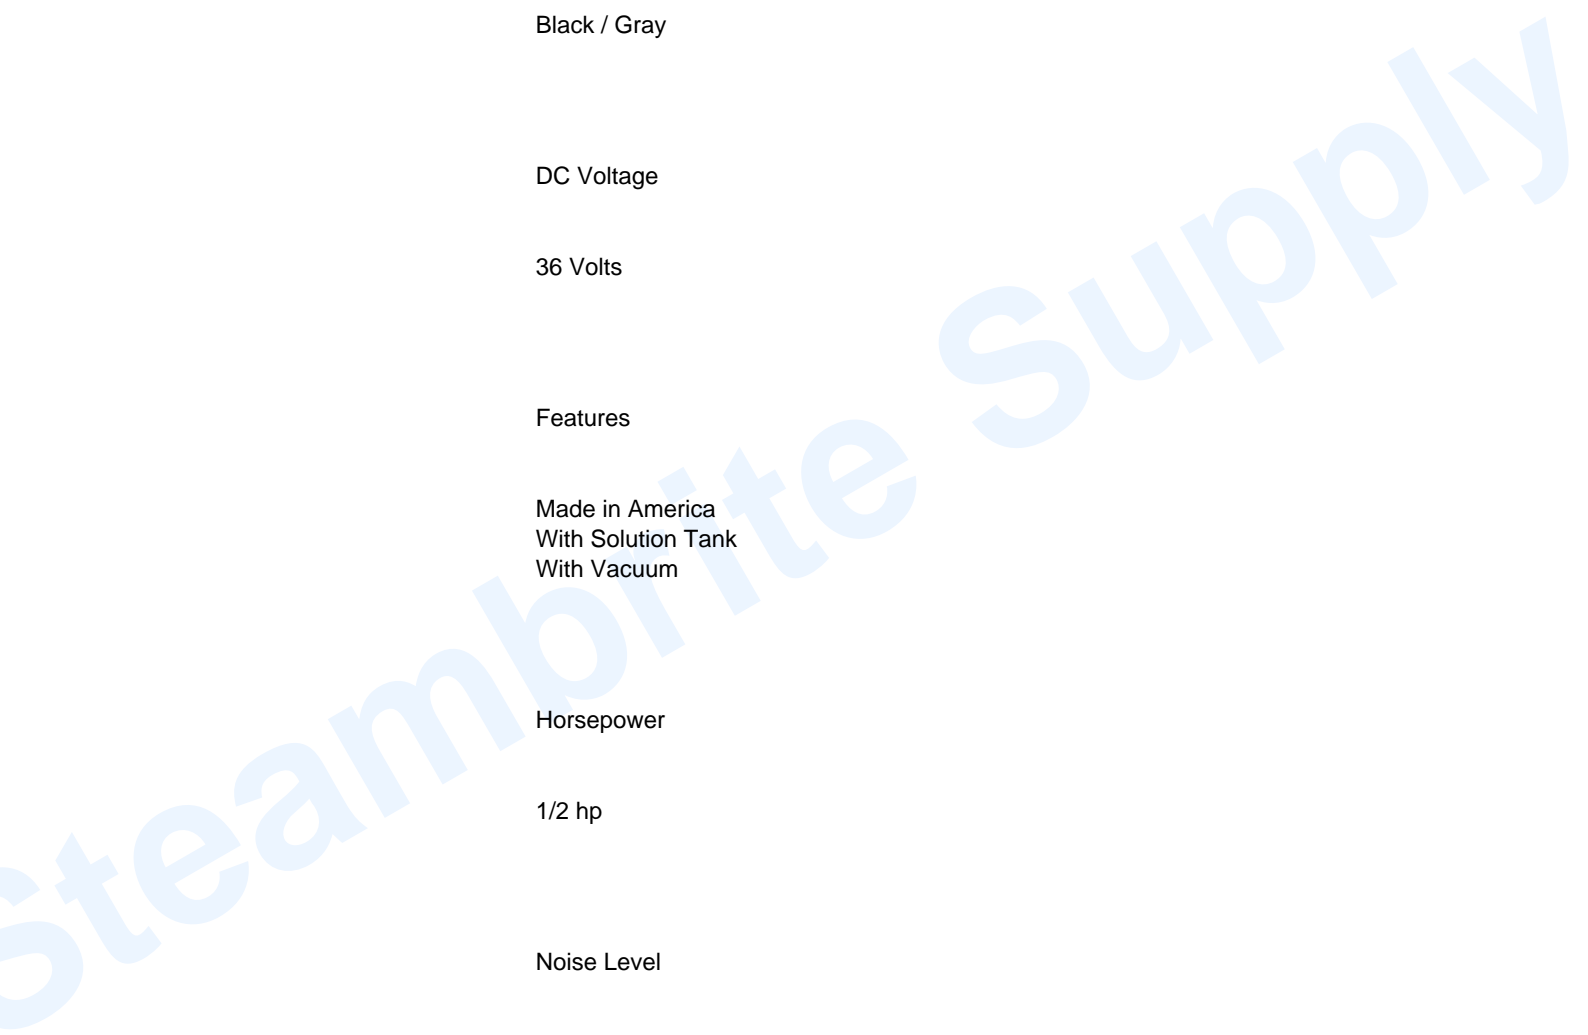 Black / Gray
DC Voltage
36 Volts
Features
Made in America
With Solution Tank
With Vacuum
Horsepower
1/2 hp
Noise Level
Steambrite Supply